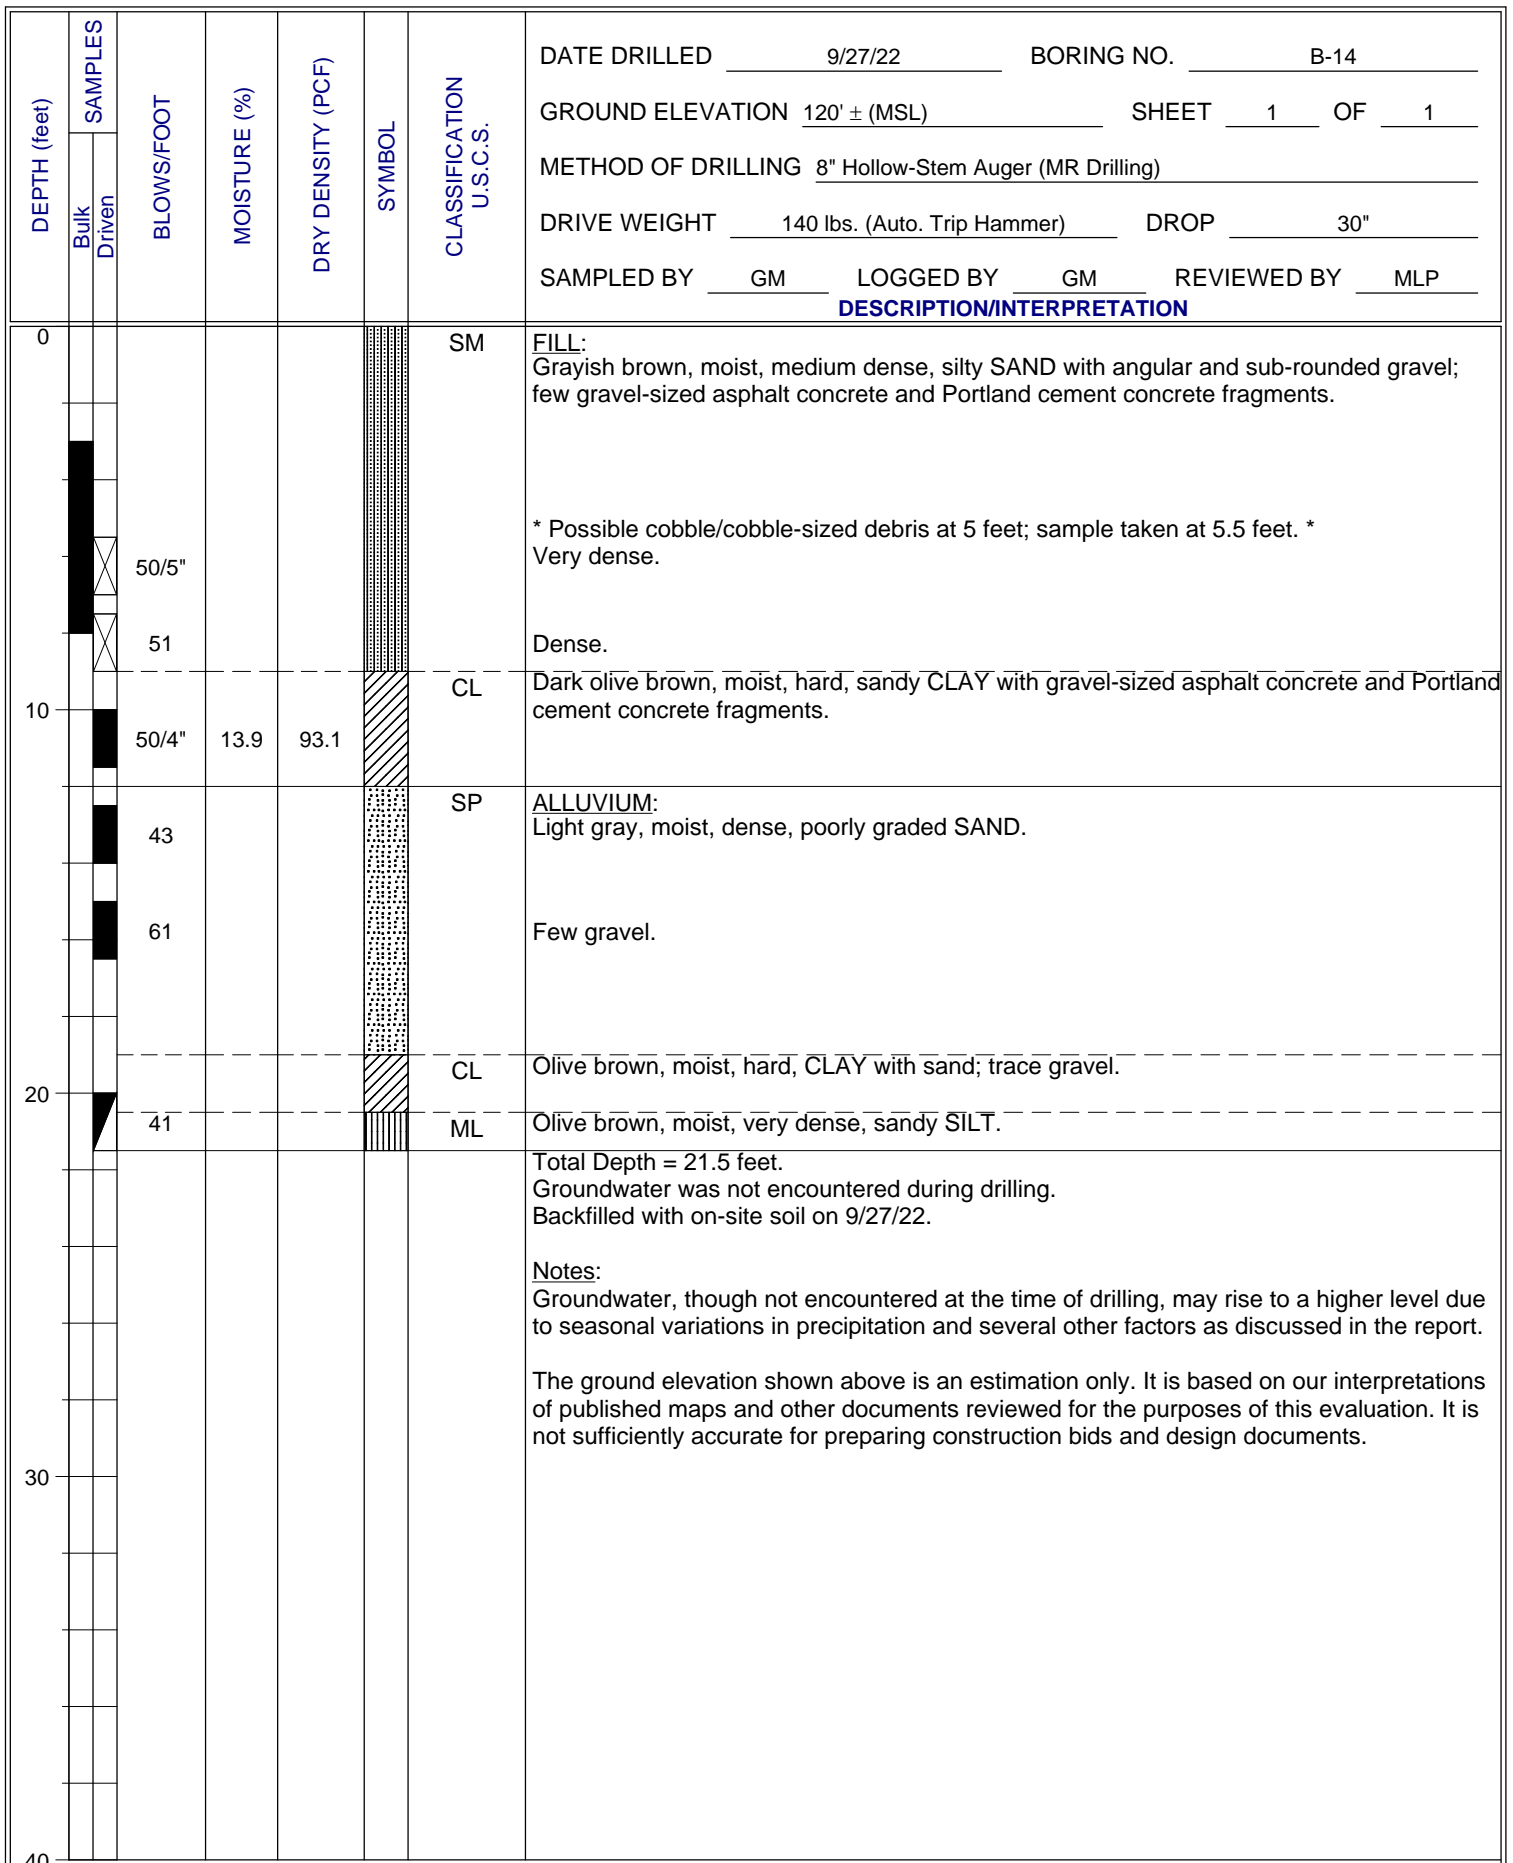 DEPTH (feet)
SAMPLES
Bulk
Driven
BLOWS/FOOT
MOISTURE (%)
DRY DENSITY (PCF)
SYMBOL
CLASSIFICATION
U.S.C.S.
DATE DRILLED 9/27/22 BORING NO. B-14
GROUND ELEVATION 120' ± (MSL) SHEET 1 OF 1
METHOD OF DRILLING 8" Hollow-Stem Auger (MR Drilling)
DRIVE WEIGHT 140 lbs. (Auto. Trip Hammer) DROP 30"
SAMPLED BY GM LOGGED BY GM REVIEWED BY MLP
DESCRIPTION/INTERPRETATION
0 SM FILL:
Grayish brown, moist, medium dense, silty SAND with angular and sub-rounded gravel;
few gravel-sized asphalt concrete and Portland cement concrete fragments.
* Possible cobble/cobble-sized debris at 5 feet; sample taken at 5.5 feet. *
50/5" Very dense.
51 Dense.
CL Dark olive brown, moist, hard, sandy CLAY with gravel-sized asphalt concrete and Portland
10 cement concrete fragments.
50/4" 13.9 93.1
SP ALLUVIUM:
43 Light gray, moist, dense, poorly graded SAND.
61 Few gravel.
CL Olive brown, moist, hard, CLAY with sand; trace gravel.
20
41 ML Olive brown, moist, very dense, sandy SILT.
Total Depth = 21.5 feet.
Groundwater was not encountered during drilling.
Backfilled with on-site soil on 9/27/22.
Notes:
Groundwater, though not encountered at the time of drilling, may rise to a higher level due
to seasonal variations in precipitation and several other factors as discussed in the report.
The ground elevation shown above is an estimation only. It is based on our interpretations
of published maps and other documents reviewed for the purposes of this evaluation. It is
not sufficiently accurate for preparing construction bids and design documents.
30
40